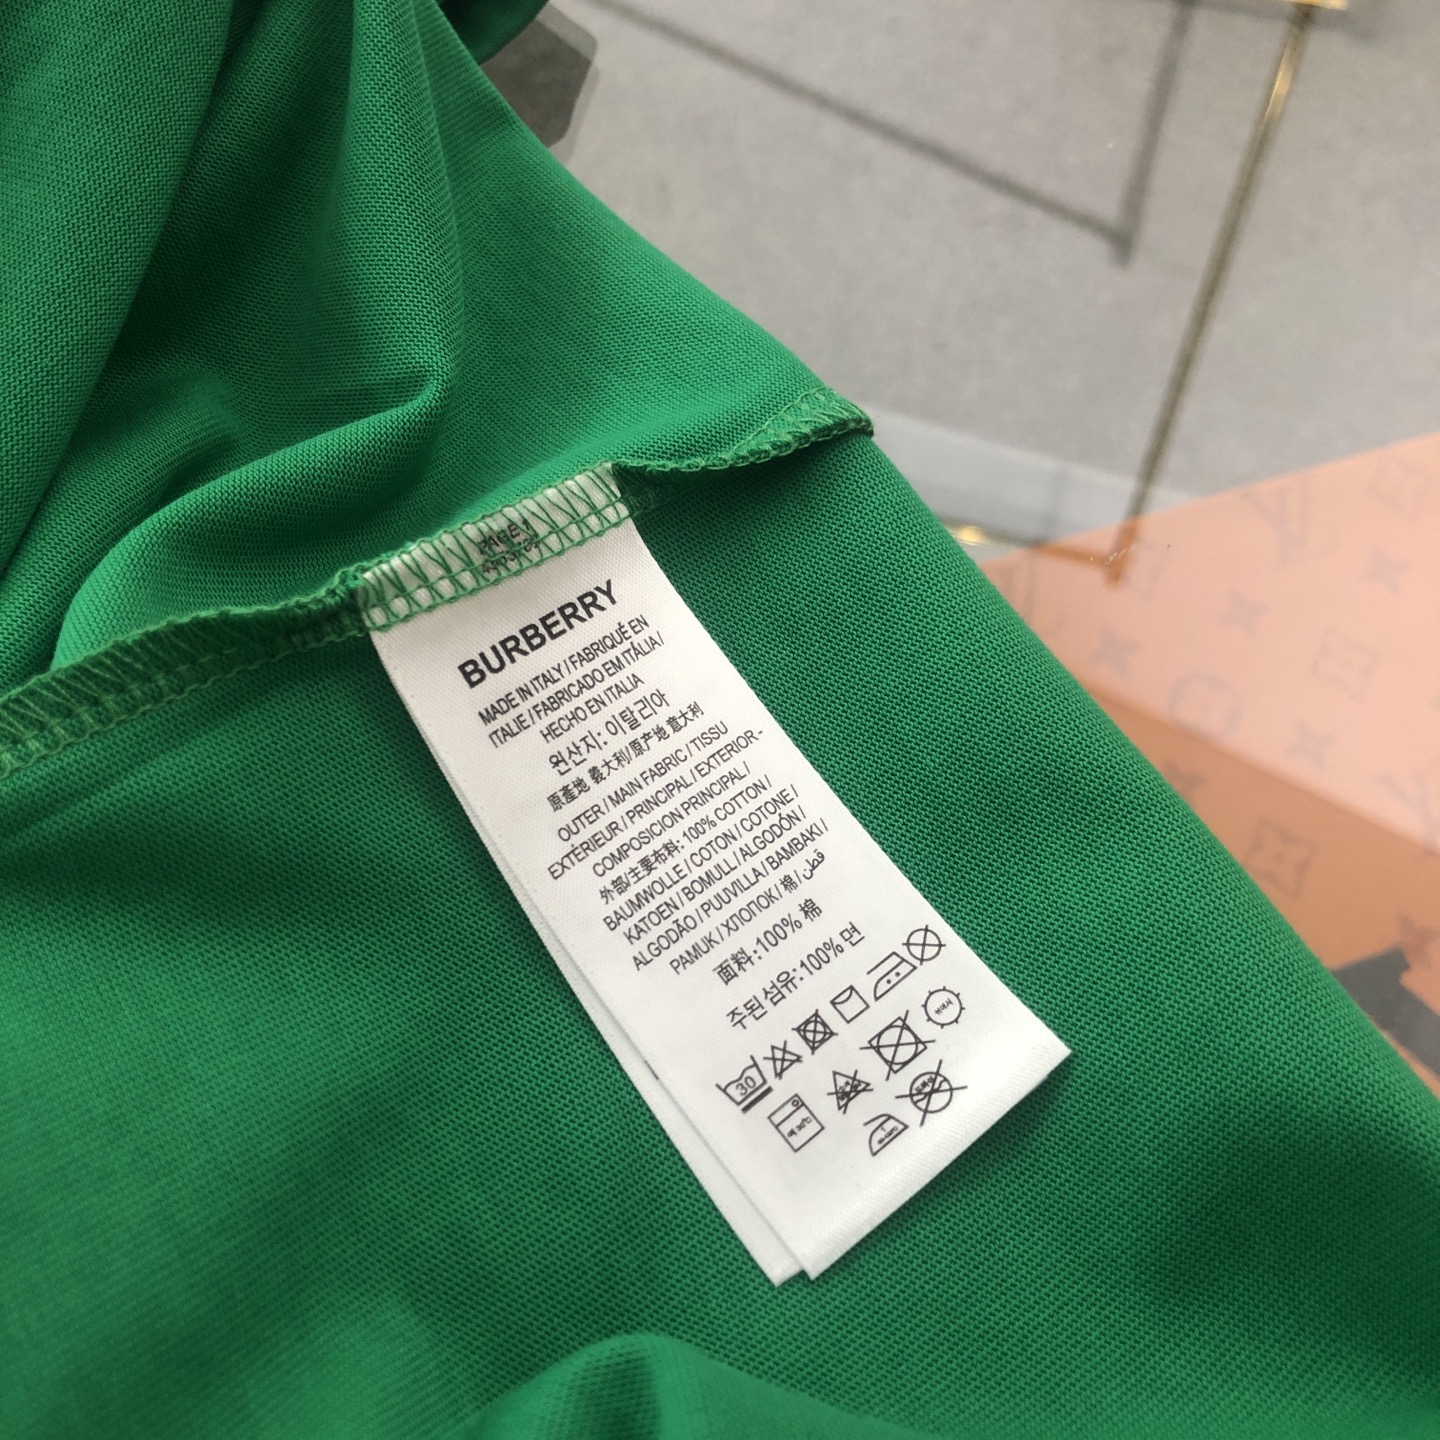 PAGE 1
BURBERRY
MADE IN ITALY / FABRIQUÉ EN
ITALIE / FABRICADO EM ITÁLIA /
HECHO EN ITALIA
원산지: 이탈리아
原產地 義大利/原产地 意大利
OUTER / MAIN FABRIC / TISSU
EXTÉRIEUR / PRINCIPAL / EXTERIOR-
COMPOSICION PRINCIPAL /
外部/主要布料: 100% COTTON /
BAUMWOLLE / COTON / COTONE /
KATOEN / BOMULL / ALGODÓN /
ALGODÃO / PUUVILLA / BAMBAKI /
PAMUK / ХЛОПОК / 棉 / قطن
面料:100% 棉
주된 섬유:100% 면
30